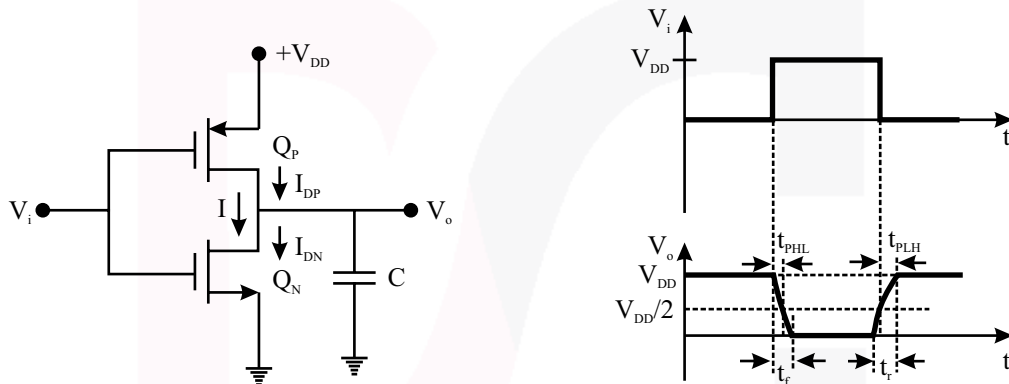 +V_DD
Q_P
I_DP
I
V_i
V_o
I_DN
Q_N
C
V_i
V_DD
t
V_o
t_PHL
t_PLH
V_DD
V_DD/2
t
t_f
t_r